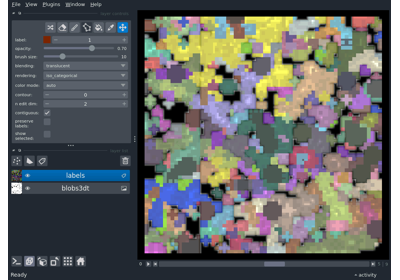 File View Plugins Window Help
label: 1
opacity: 0.70
brush size: 10
blending: translucent
rendering: iso_categorical
color mode: auto
contour: 0
n edit dim: 2
contiguous:
preserve labels:
show selected:
labels
blobs3dt
Ready
activity